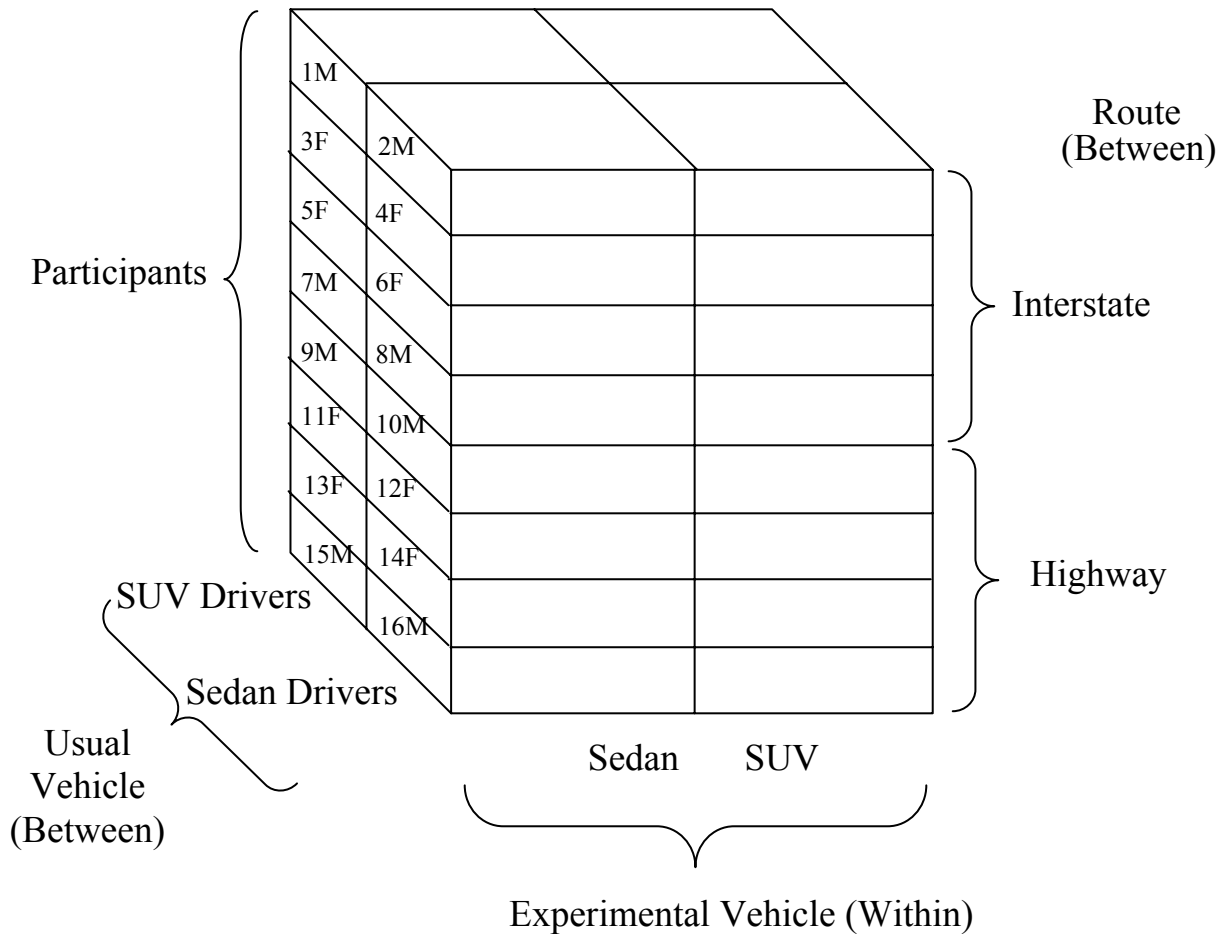 1M
3F
2M
5F
4F
7M
6F
9M
8M
11F
10M
13F
12F
15M
14F
16M
Route
(Between)
Participants
Interstate
Highway
SUV Drivers
Sedan Drivers
Usual
Vehicle
(Between)
Sedan SUV
Experimental Vehicle (Within)